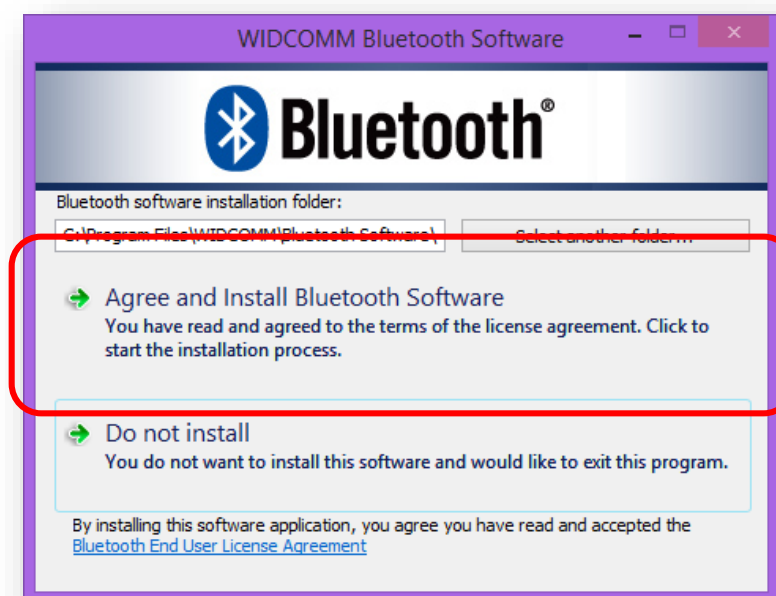 WIDCOMM Bluetooth Software
Bluetooth®
Bluetooth software installation folder:
C:\Program Files\WIDCOMM\Bluetooth Software\ Select another folder...
Agree and Install Bluetooth Software
You have read and agreed to the terms of the license agreement. Click to
start the installation process.
Do not install
You do not want to install this software and would like to exit this program.
By installing this software application, you agree you have read and accepted the
Bluetooth End User License Agreement